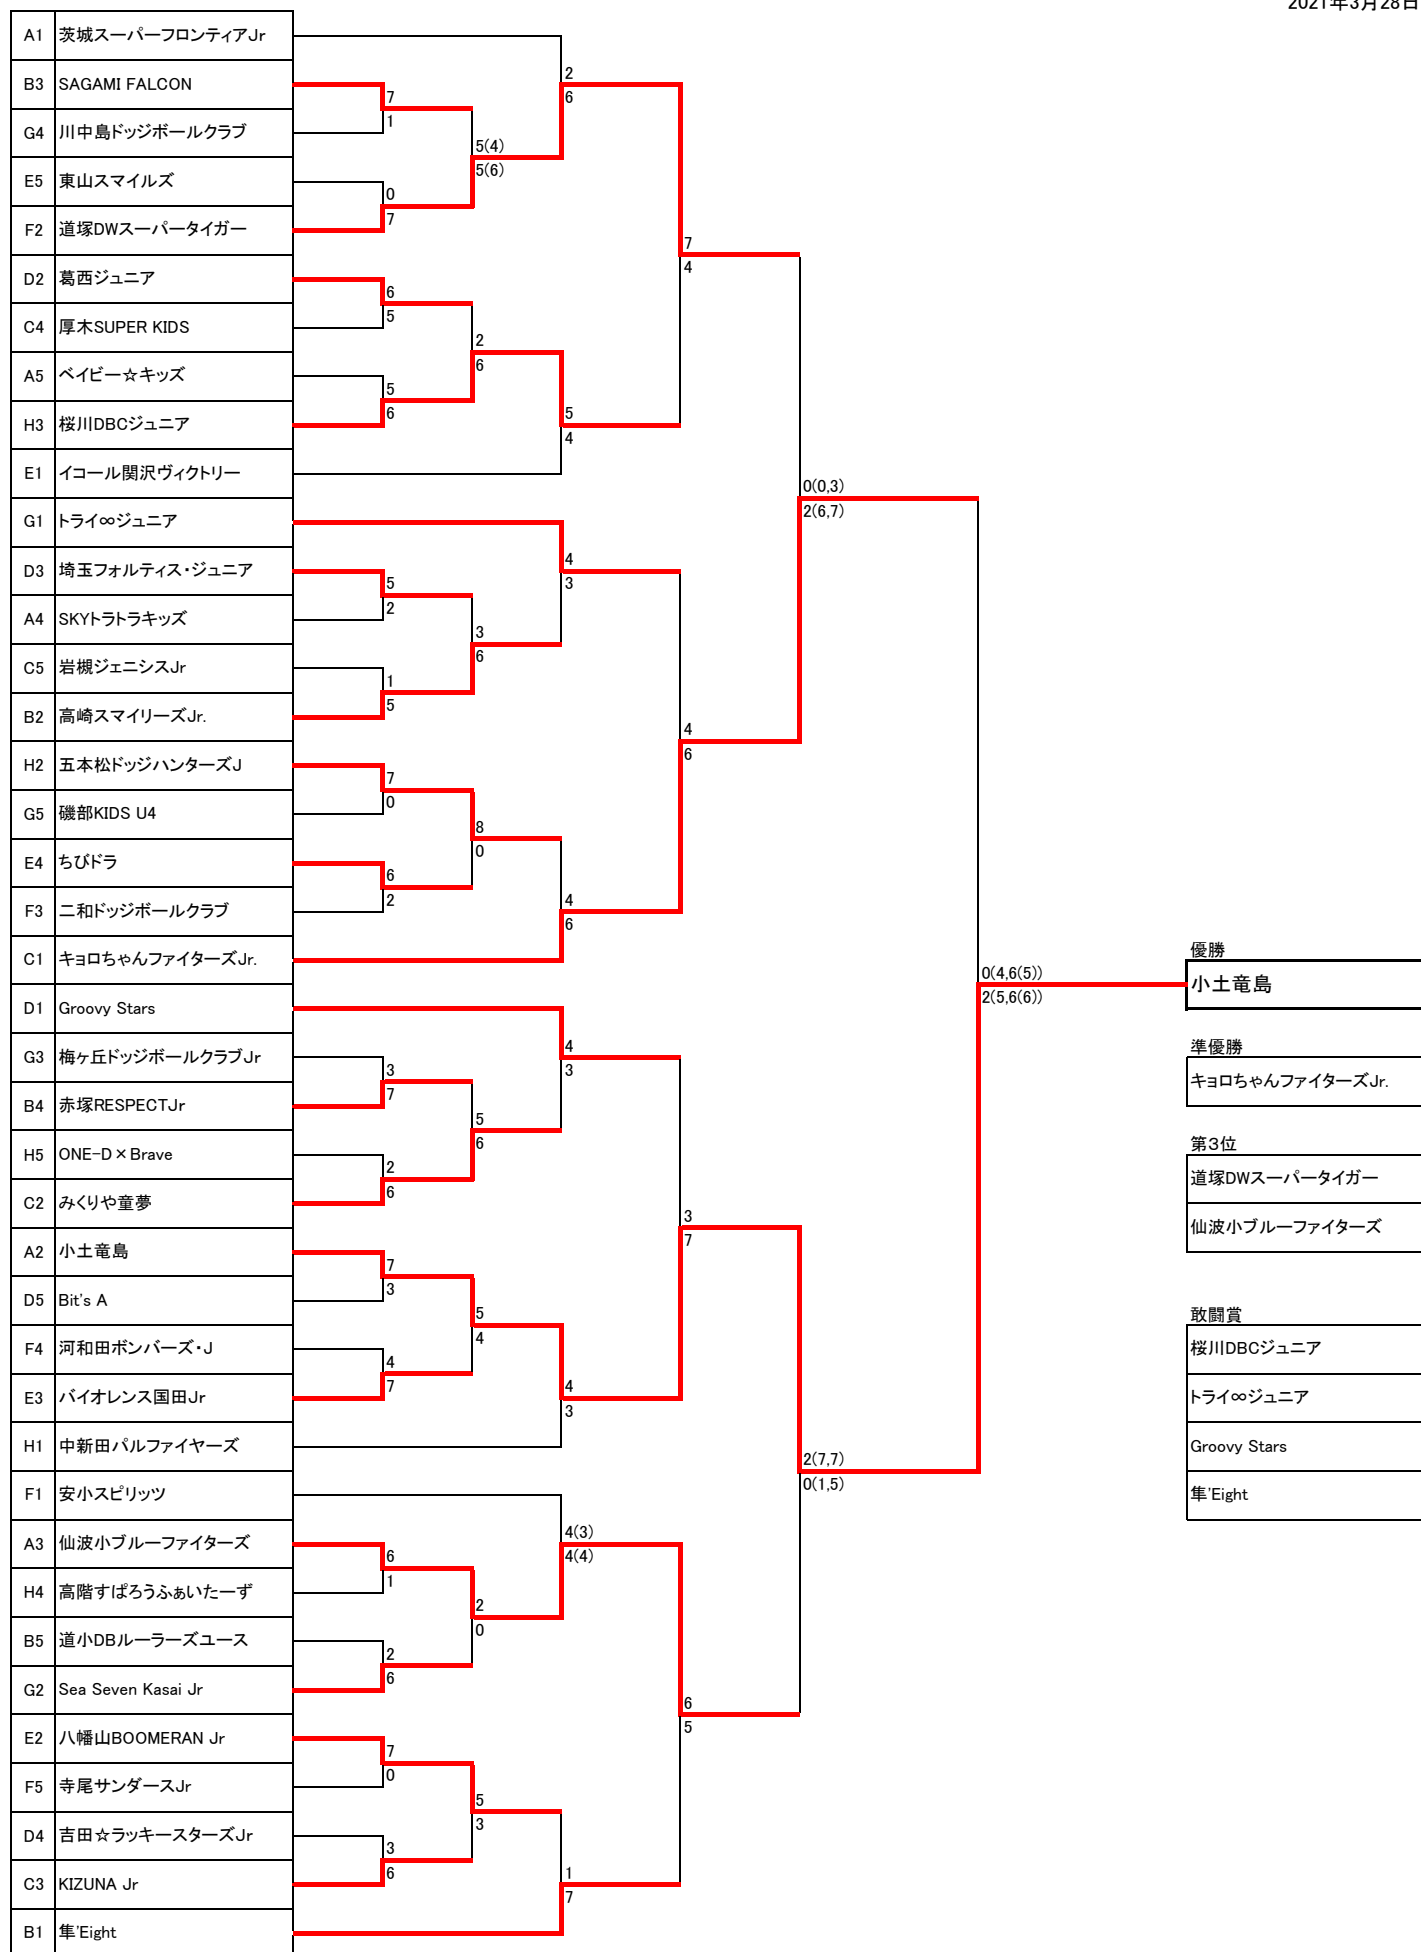 2021年3月28日
A1 茨城スーパーフロンティアJr
B3 SAGAMI FALCON
G4 川中島ドッジボールクラブ
E5 東山スマイルズ
F2 道塚DWスーパータイガー
D2 葛西ジュニア
C4 厚木SUPER KIDS
A5 ベイビー☆キッズ
H3 桜川DBCジュニア
E1 イコール関沢ヴィクトリー
G1 トライ∞ジュニア
D3 埼玉フォルティス・ジュニア
A4 SKYトラトラキッズ
C5 岩槻ジェニシスJr
B2 高崎スマイリーズJr.
H2 五本松ドッジハンターズJ
G5 磯部KIDS U4
E4 ちびドラ
F3 二和ドッジボールクラブ
C1 キョロちゃんファイターズJr.
D1 Groovy Stars
G3 梅ヶ丘ドッジボールクラブJr
B4 赤塚RESPECTJr
H5 ONE-D×Brave
C2 みくりや童夢
A2 小土竜島
D5 Bit's A
F4 河和田ボンバーズ・J
E3 バイオレンス国田Jr
H1 中新田パルファイヤーズ
F1 安小スピリッツ
A3 仙波小ブルーファイターズ
H4 高階すぱろうふぁいたーず
B5 道小DBルーラーズユース
G2 Sea Seven Kasai Jr
E2 八幡山BOOMERAN Jr
F5 寺尾サンダースJr
D4 吉田☆ラッキースターズJr
C3 KIZUNA Jr
B1 隼'Eight
7
1
0
7
6
5
5
6
5
2
1
5
7
0
6
2
3
7
2
6
7
3
4
7
6
1
2
6
7
0
3
6
5(4)
5(6)
2
6
3
6
8
0
5
6
5
4
2
0
5
3
2
6
5
4
4
3
4
6
4
3
4
3
4(3)
4(4)
1
7
7
4
4
6
3
7
6
5
0(0,3)
2(6,7)
2(7,7)
0(1,5)
0(4,6(5))
2(5,6(6))
優勝
小土竜島
準優勝
キョロちゃんファイターズJr.
第3位
道塚DWスーパータイガー
仙波小ブルーファイターズ
敢闘賞
桜川DBCジュニア
トライ∞ジュニア
Groovy Stars
隼'Eight